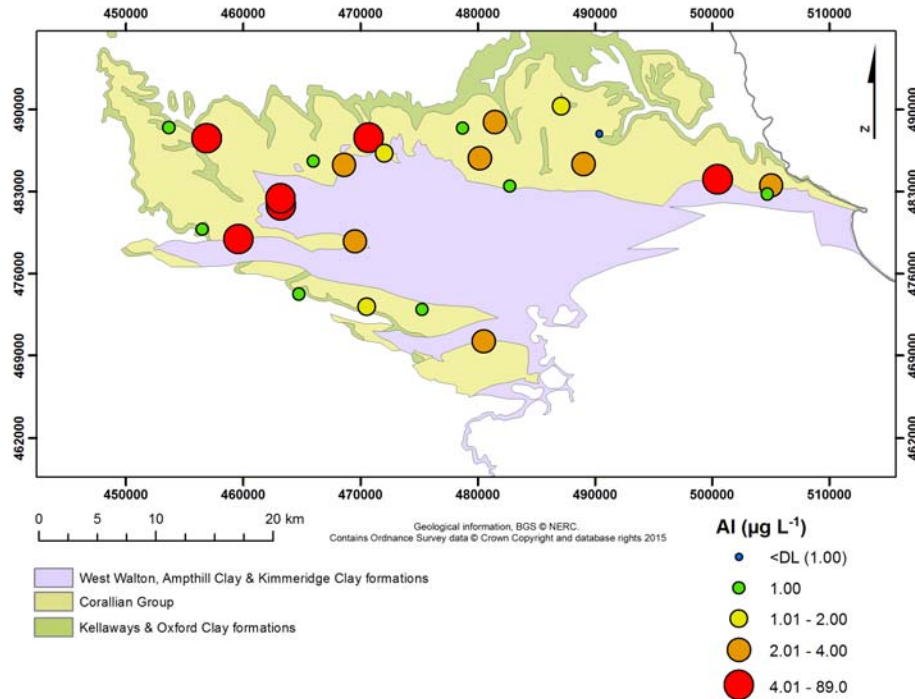 450000 460000 470000 480000 490000 500000 510000
490000 490000
483000 483000
476000 476000
469000 469000
462000 462000
N
450000 460000 470000 480000 490000 500000 510000
0 5 10 20 km
Geological information, BGS © NERC.
Contains Ordnance Survey data © Crown Copyright and database rights 2015
West Walton, Ampthill Clay & Kimmeridge Clay formations
Corallian Group
Kellaways & Oxford Clay formations
Al (µg L⁻¹)
<DL (1.00)
1.00
1.01 - 2.00
2.01 - 4.00
4.01 - 89.0